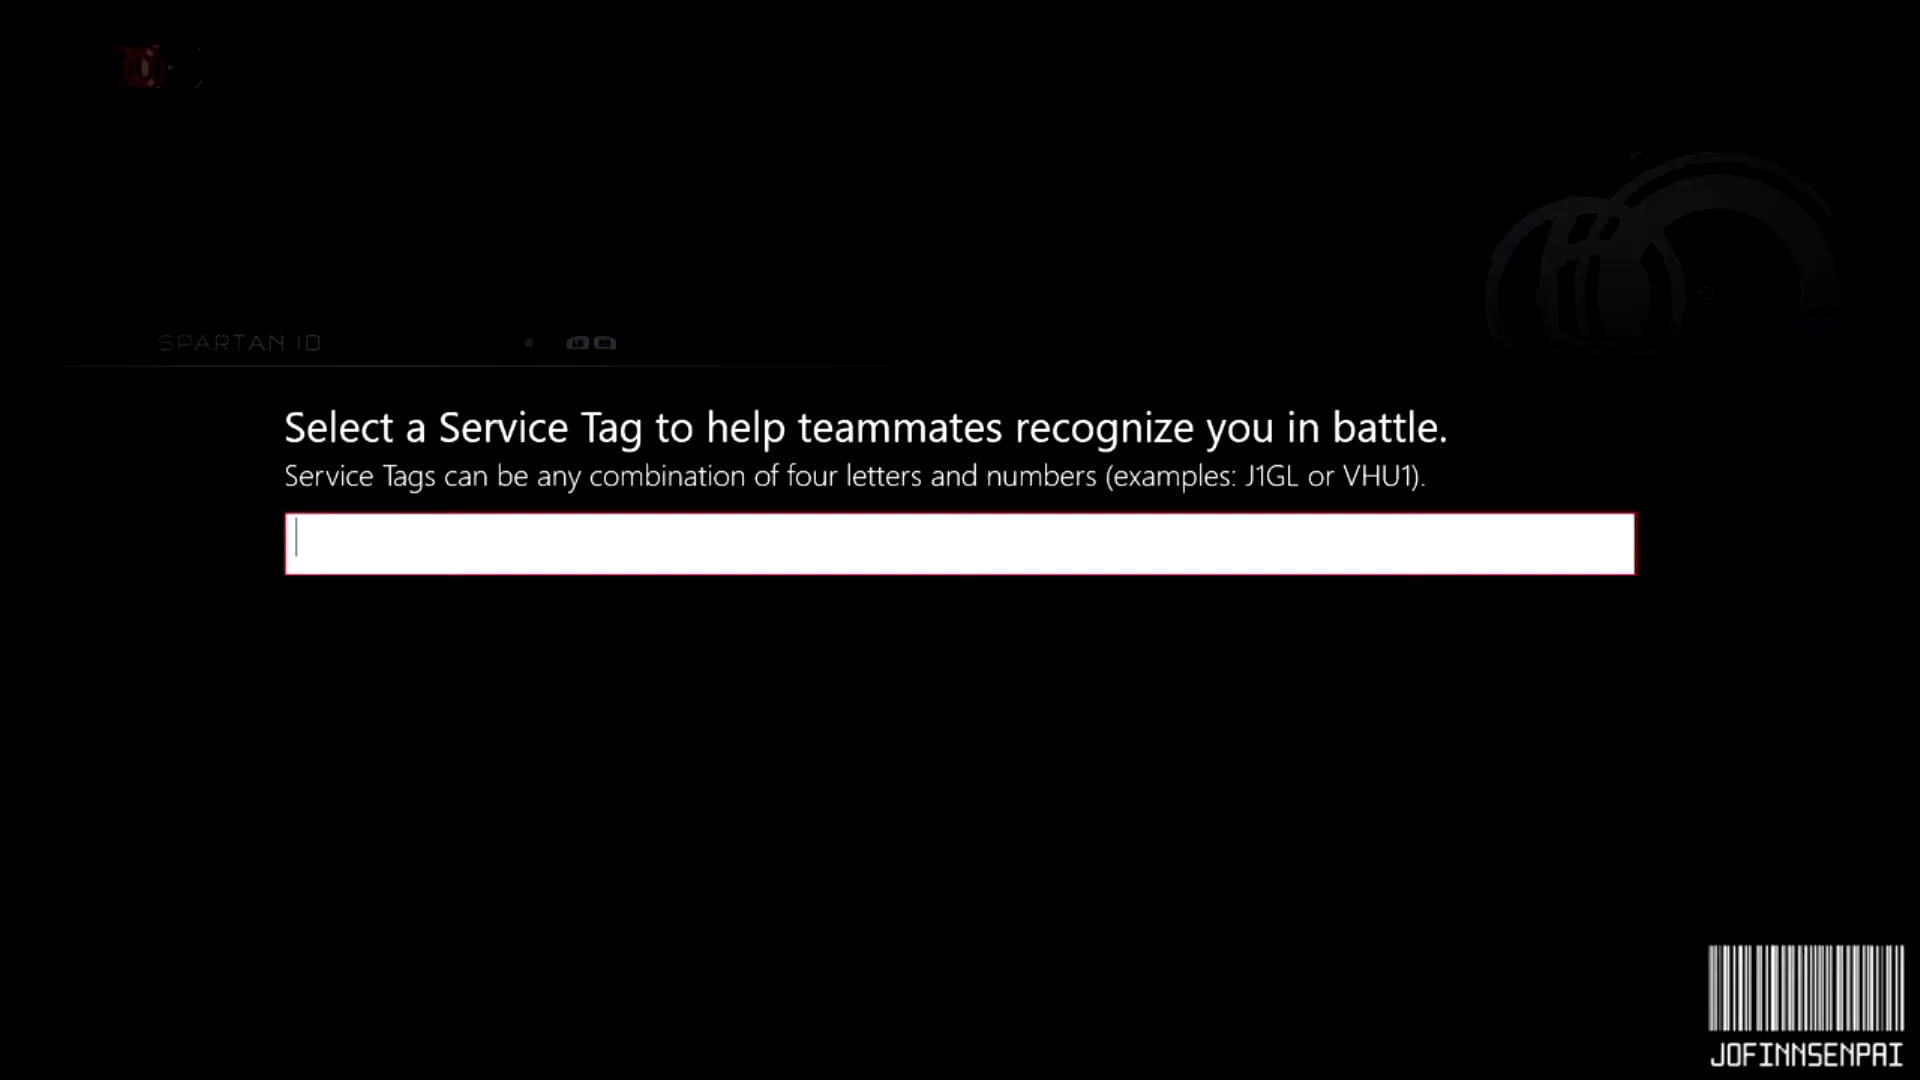 SPARTAN ID
Select a Service Tag to help teammates recognize you in battle.
Service Tags can be any combination of four letters and numbers (examples: J1GL or VHU1).
JOFINNSENPAI